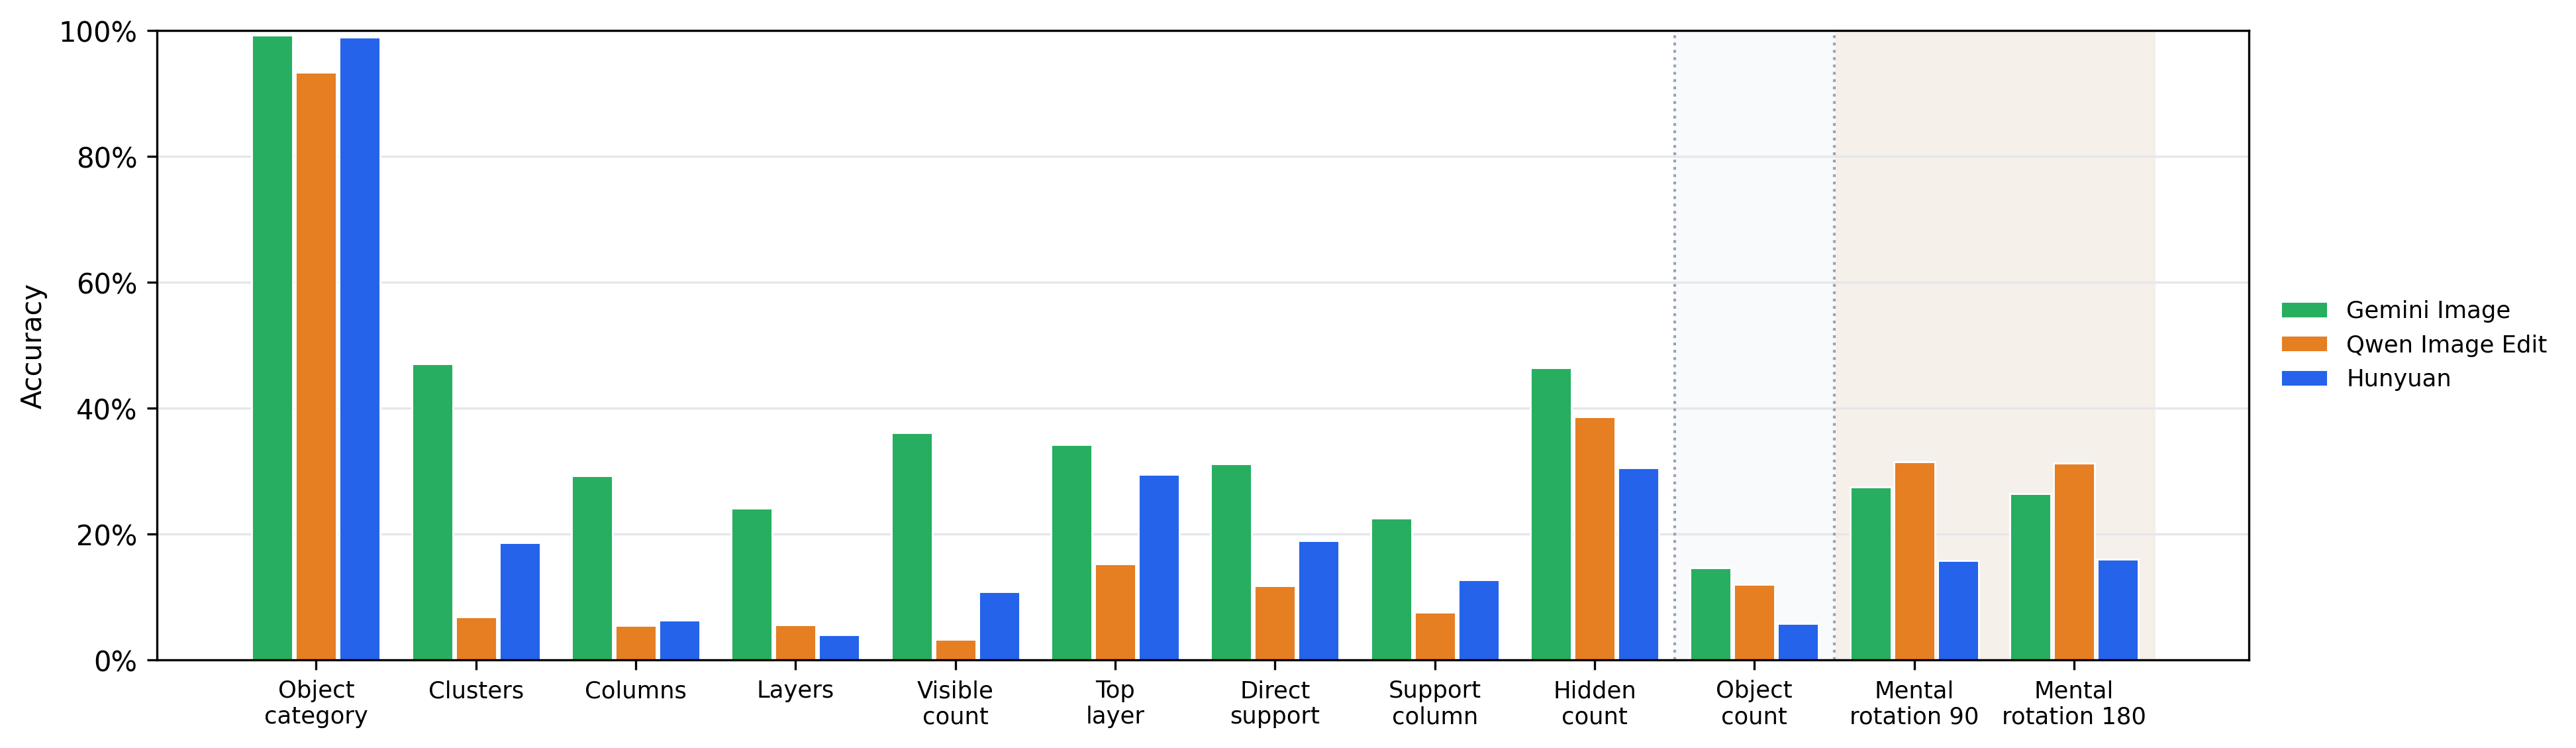 100%
80%
60%
40%
20%
0%
Accuracy
Object
category
Clusters
Columns
Layers
Visible
count
Top
layer
Direct
support
Support
column
Hidden
count
Object
count
Mental
rotation 90
Mental
rotation 180
Gemini Image
Qwen Image Edit
Hunyuan